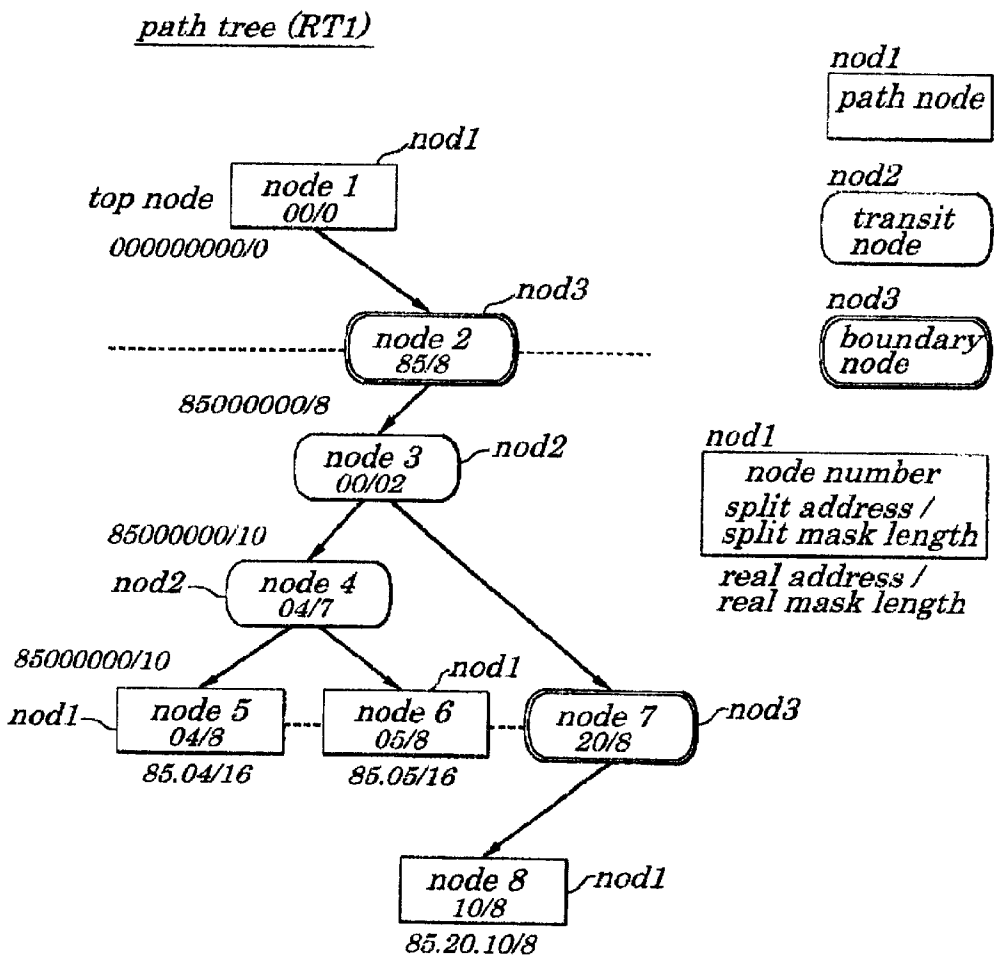 path tree (RT1)
nod1
path node
nod1
top node
node 1
00/0
000000000/0
nod2
transit
node
nod3
node 2
85/8
nod3
boundary
node
85000000/8
node 3
00/02
nod2
nod1
node number
split address /
split mask length
real address /
real mask length
85000000/10
nod2
node 4
04/7
85000000/10
nod1
nod1
node 5
04/8
node 6
05/8
node 7
20/8
nod3
85.04/16
85.05/16
node 8
10/8
nod1
85.20.10/8